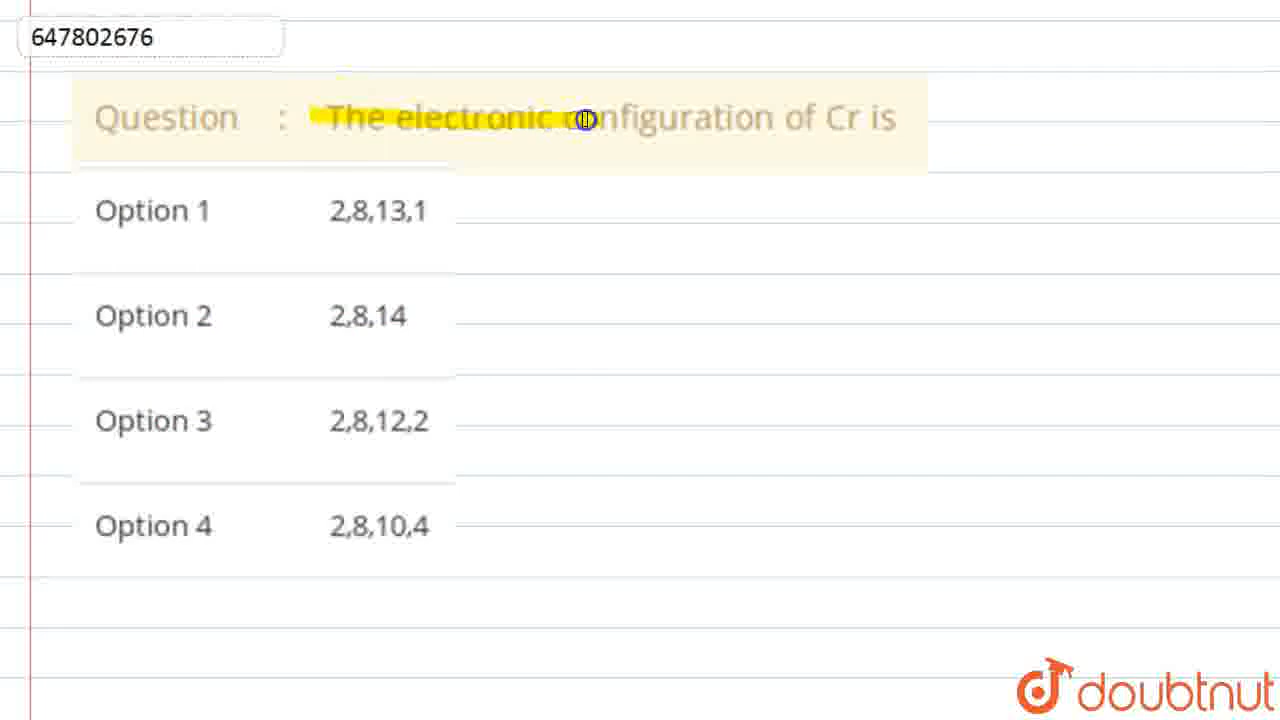 647802676
Question : The electronic configuration of Cr is
Option 1 2,8,13,1
Option 2 2,8,14
Option 3 2,8,12,2
Option 4 2,8,10,4
doubtnut